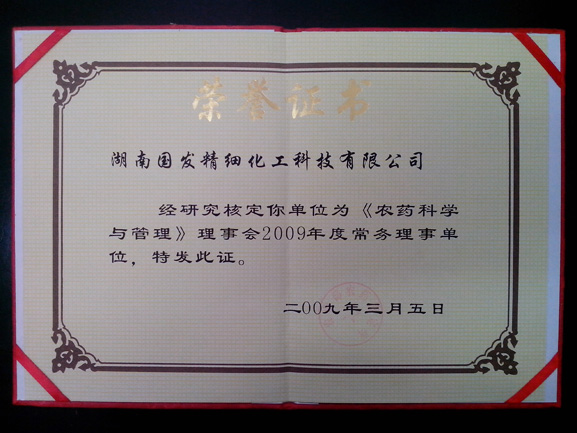 荣誉证书
湖南国发精细化工科技有限公司
经研究核定你单位为《农药科学
与管理》理事会2009年度常务理事单
位，特发此证。
二00九年三月五日